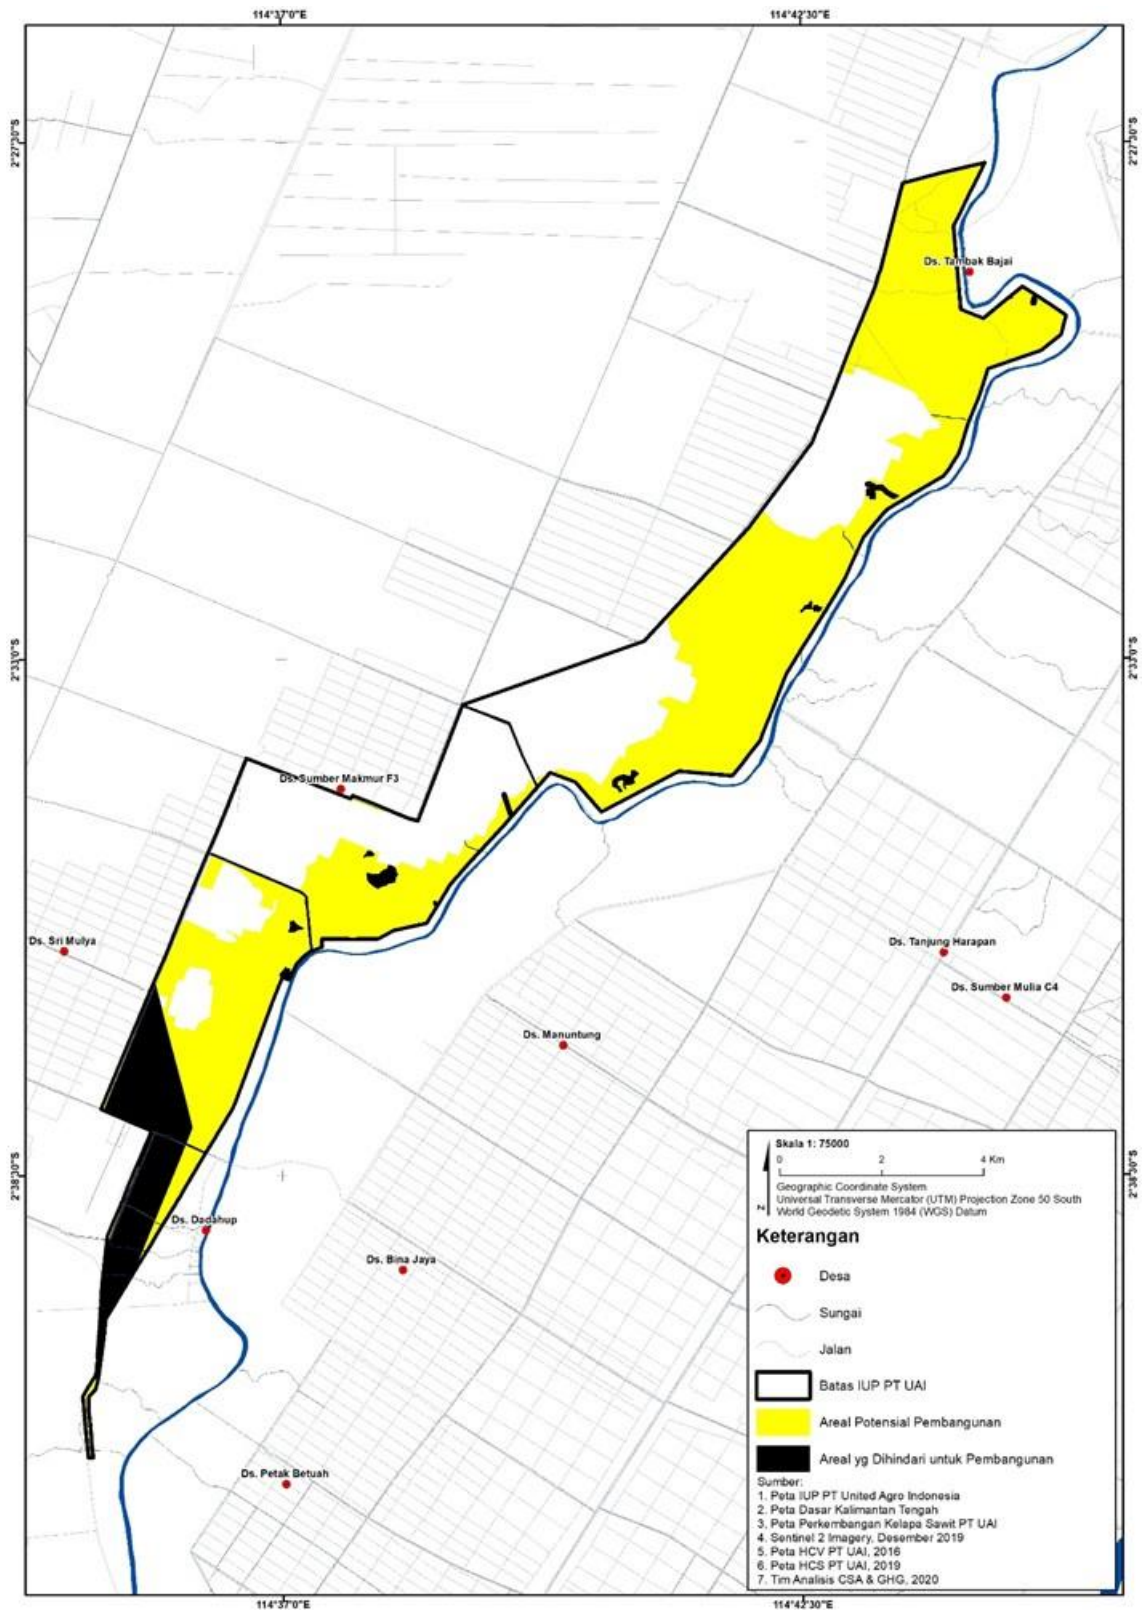 114°37'0"E
114°42'30"E
2°27'30"S
2°27'30"S
Ds. Tambak Bajai
2°33'0"S
2°33'0"S
Ds. Sumber Makmur F3
Ds. Sri Mulya
Ds. Tanjung Harapan
Ds. Sumber Mulia C4
Ds. Manuntung
2°38'30"S
2°38'30"S
Ds. Dadahup
Ds. Bina Jaya
Ds. Petak Betuah
Skala 1: 75000
0 2 4 Km
N
Geographic Coordinate System
Universal Transverse Mercator (UTM) Projection Zone 50 South
World Geodetic System 1984 (WGS) Datum
Keterangan
Desa
Sungai
Jalan
Batas IUP PT UAI
Areal Potensial Pembangunan
Areal yg Dihindari untuk Pembangunan
Sumber:
1. Peta IUP PT United Agro Indonesia
2. Peta Dasar Kalimantan Tengah
3. Peta Perkembangan Kelapa Sawit PT UAI
4. Sentinel 2 Imagery, Desember 2019
5. Peta HCV PT UAI, 2016
6. Peta HCS PT UAI, 2019
7. Tim Analisis CSA & GHG, 2020
114°37'0"E
114°42'30"E